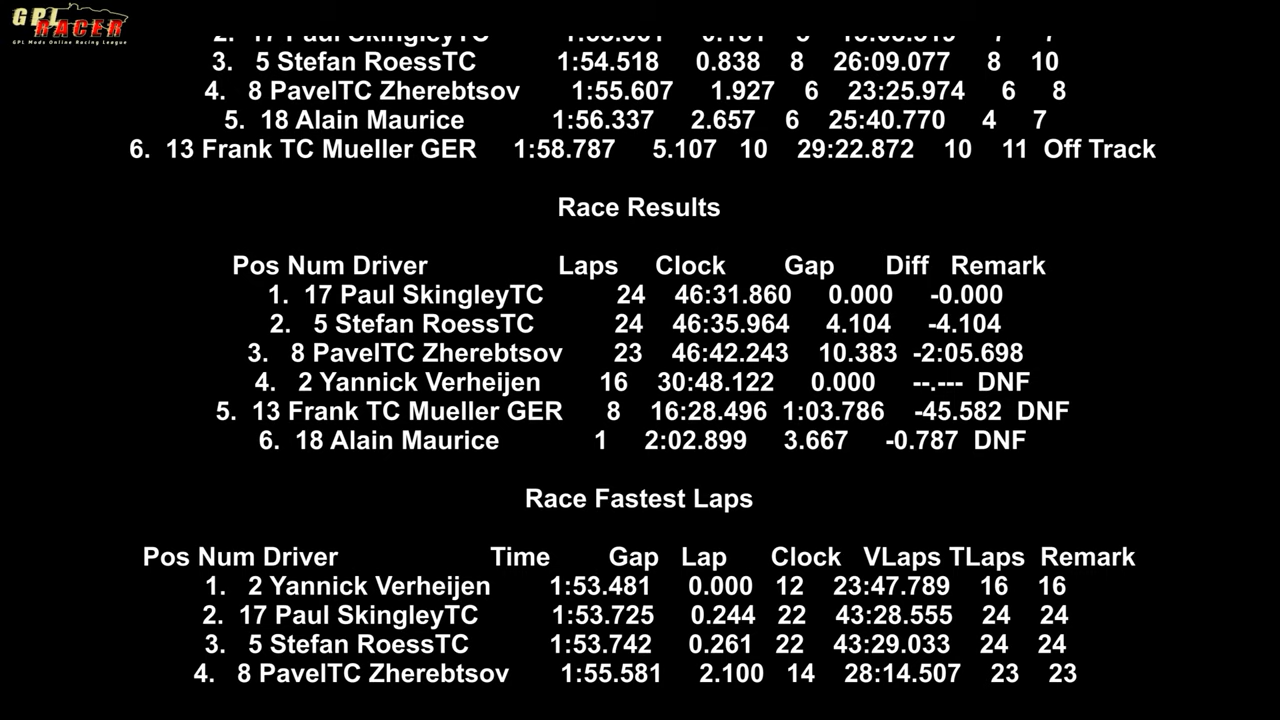 GPL
RACER
GPL Mods Online Racing League
2. 17 Paul SkingleyTC
3. 5 Stefan RoessTC 1:54.518 0.838 8 26:09.077 8 10
4. 8 PavelTC Zherebtsov 1:55.607 1.927 6 23:25.974 6 8
5. 18 Alain Maurice 1:56.337 2.657 6 25:40.770 4 7
6. 13 Frank TC Mueller GER 1:58.787 5.107 10 29:22.872 10 11 Off Track
Race Results
Pos Num Driver Laps Clock Gap Diff Remark
1. 17 Paul SkingleyTC 24 46:31.860 0.000 -0.000
2. 5 Stefan RoessTC 24 46:35.964 4.104 -4.104
3. 8 PavelTC Zherebtsov 23 46:42.243 10.383 -2:05.698
4. 2 Yannick Verheijen 16 30:48.122 0.000 --.--- DNF
5. 13 Frank TC Mueller GER 8 16:28.496 1:03.786 -45.582 DNF
6. 18 Alain Maurice 1 2:02.899 3.667 -0.787 DNF
Race Fastest Laps
Pos Num Driver Time Gap Lap Clock VLaps TLaps Remark
1. 2 Yannick Verheijen 1:53.481 0.000 12 23:47.789 16 16
2. 17 Paul SkingleyTC 1:53.725 0.244 22 43:28.555 24 24
3. 5 Stefan RoessTC 1:53.742 0.261 22 43:29.033 24 24
4. 8 PavelTC Zherebtsov 1:55.581 2.100 14 28:14.507 23 23